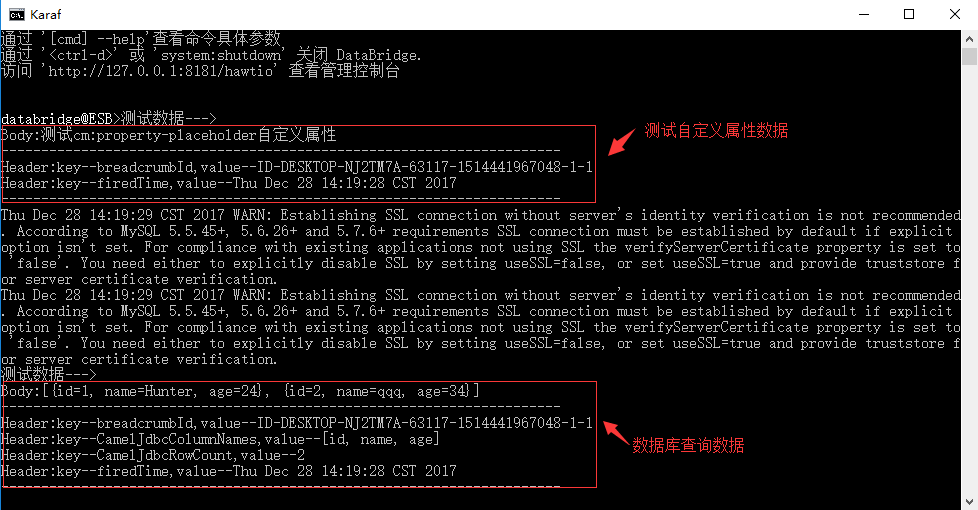 Karaf
通过 '[cmd] --help'查看命令具体参数
通过 '<ctrl-d>' 或 'system:shutdown' 关闭 DataBridge.
访问 'http://127.0.0.1:8181/hawtio' 查看管理控制台
databridge@ESB>测试数据--->
Body:测试cm:property-placeholder自定义属性
测试自定义属性数据
--------------------------------------------------------------------
Header:key--breadcrumbId,value--ID-DESKTOP-NJ2TM7A-63117-1514441967048-1-1
Header:key--firedTime,value--Thu Dec 28 14:19:28 CST 2017
--------------------------------------------------------------------
Thu Dec 28 14:19:29 CST 2017 WARN: Establishing SSL connection without server's identity verification is not recommended
. According to MySQL 5.5.45+, 5.6.26+ and 5.7.6+ requirements SSL connection must be established by default if explicit
option isn't set. For compliance with existing applications not using SSL the verifyServerCertificate property is set to
'false'. You need either to explicitly disable SSL by setting useSSL=false, or set useSSL=true and provide truststore f
or server certificate verification.
Thu Dec 28 14:19:29 CST 2017 WARN: Establishing SSL connection without server's identity verification is not recommended
. According to MySQL 5.5.45+, 5.6.26+ and 5.7.6+ requirements SSL connection must be established by default if explicit
option isn't set. For compliance with existing applications not using SSL the verifyServerCertificate property is set to
'false'. You need either to explicitly disable SSL by setting useSSL=false, or set useSSL=true and provide truststore f
or server certificate verification.
测试数据--->
Body:[{id=1, name=Hunter, age=24}, {id=2, name=qqq, age=34}]
--------------------------------------------------------------------
Header:key--breadcrumbId,value--ID-DESKTOP-NJ2TM7A-63117-1514441967048-1-1
Header:key--CamelJdbcColumnNames,value--[id, name, age]
数据库查询数据
Header:key--CamelJdbcRowCount,value--2
Header:key--firedTime,value--Thu Dec 28 14:19:28 CST 2017
--------------------------------------------------------------------